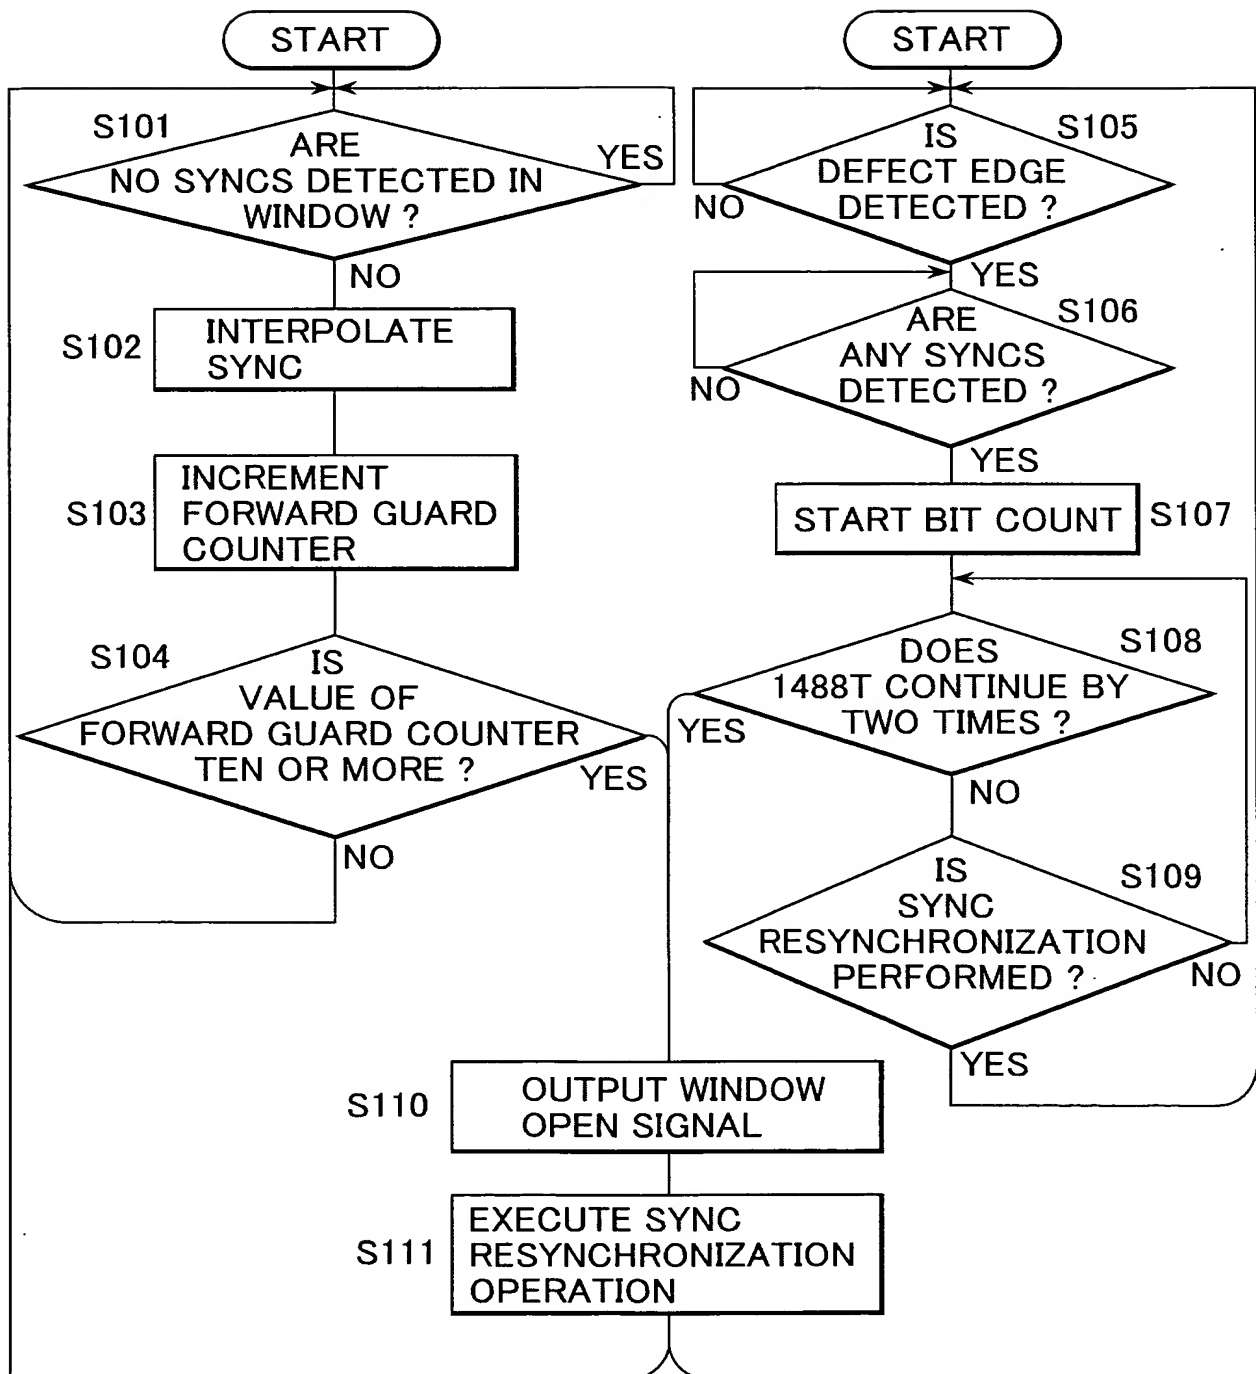 START
S101
ARE
NO SYNCS DETECTED IN
WINDOW ?
YES
NO
S102
INTERPOLATE
SYNC
S103
INCREMENT
FORWARD GUARD
COUNTER
S104
IS
VALUE OF
FORWARD GUARD COUNTER
TEN OR MORE ?
YES
NO
START
S105
IS
DEFECT EDGE
DETECTED ?
NO
YES
S106
ARE
ANY SYNCS
DETECTED ?
NO
YES
START BIT COUNT
S107
S108
DOES
1488T CONTINUE BY
TWO TIMES ?
YES
NO
S109
IS
SYNC
RESYNCHRONIZATION
PERFORMED ?
NO
YES
S110
OUTPUT WINDOW
OPEN SIGNAL
S111
EXECUTE SYNC
RESYNCHRONIZATION
OPERATION